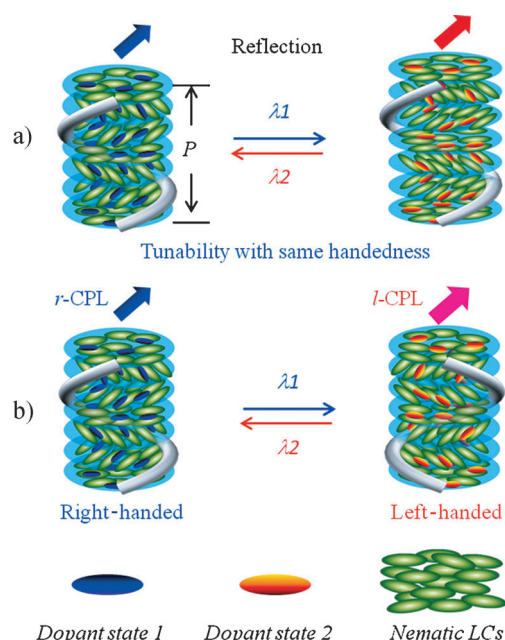 Reflection
a)
P
λ1
λ2
Tunability with same handedness
r-CPL
l-CPL
b)
λ1
λ2
Right-handed
Left-handed
Dopant state 1
Dopant state 2
Nematic LCs